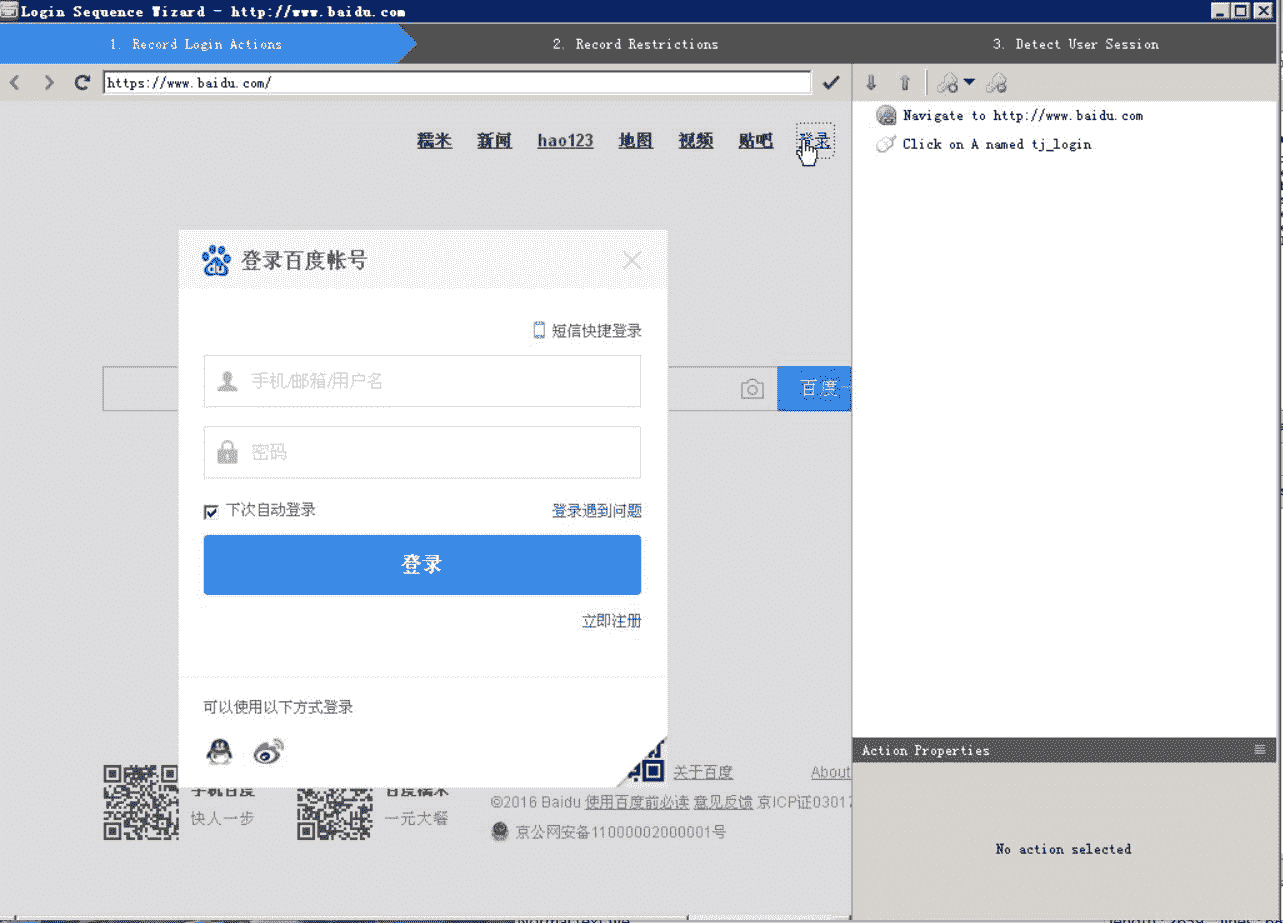 Login Sequence Wizard - http://www.baidu.com
1. Record Login Actions 2. Record Restrictions 3. Detect User Session
https://www.baidu.com/
Navigate to http://www.baidu.com
Click on A named tj_login
糯米 新闻 hao123 地图 视频 贴吧 登录
登录百度帐号
短信快捷登录
手机/邮箱/用户名
百度一
密码
下次自动登录 登录遇到问题
登录
立即注册
可以使用以下方式登录
Action Properties
No action selected
关于百度 About
手机百度 百度糯米
快人一步 一元大餐
©2016 Baidu 使用百度前必读 意见反馈 京ICP证03017
京公网安备11000002000001号